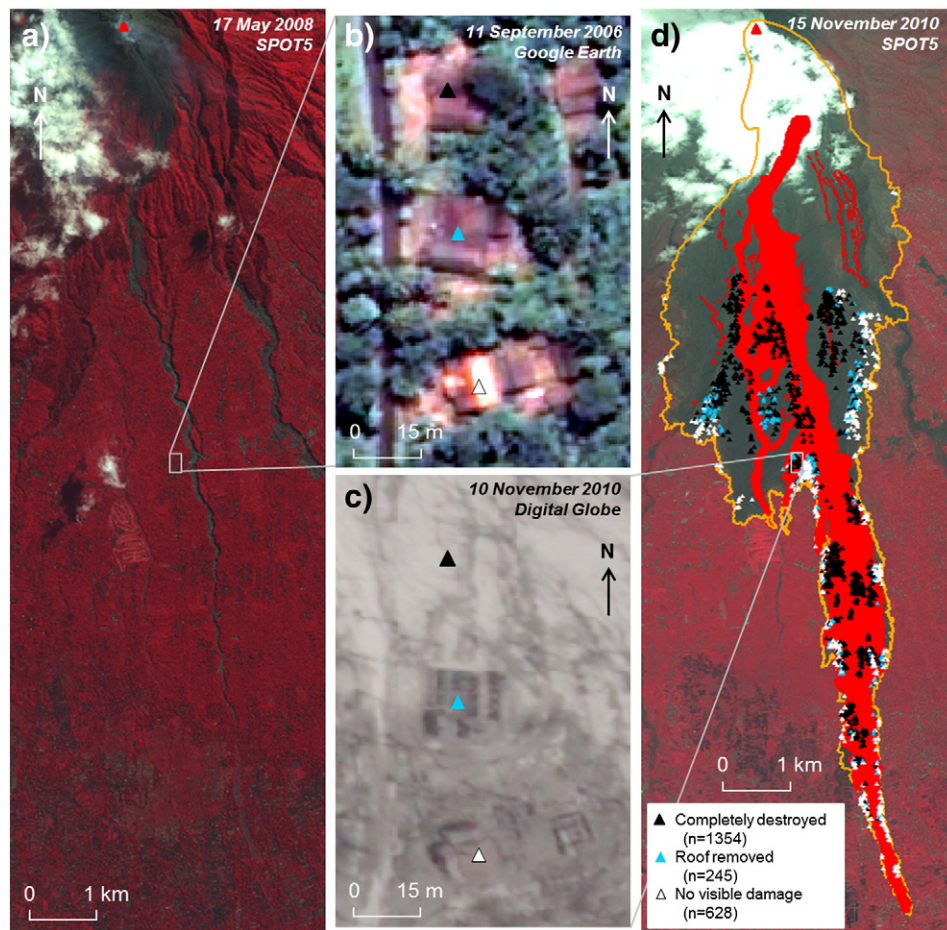 a)
17 May 2008
SPOT5
N
0 1 km
b)
11 September 2006
Google Earth
N
0 15 m
c)
10 November 2010
Digital Globe
N
0 15 m
d)
15 November 2010
SPOT5
N
0 1 km
Completely destroyed
(n=1354)
Roof removed
(n=245)
No visible damage
(n=628)